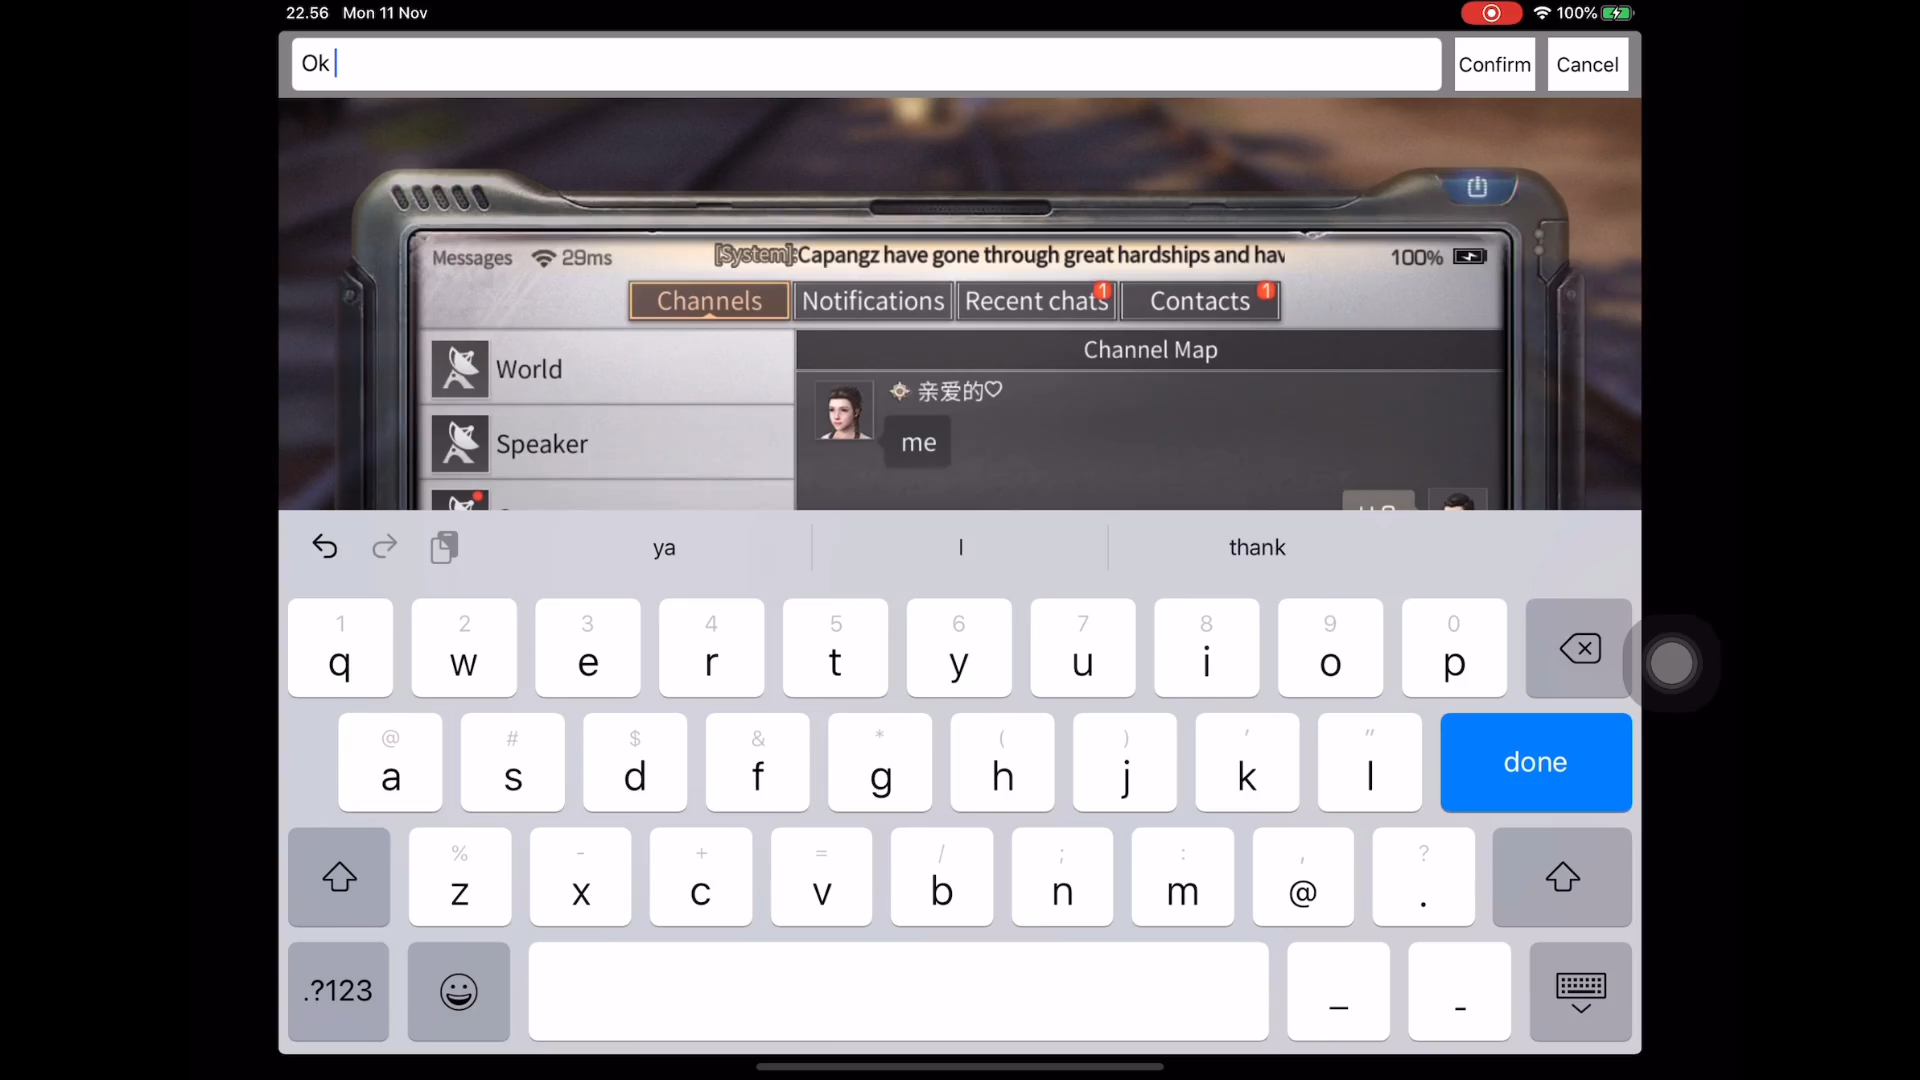 22.56 Mon 11 Nov
100%
Ok
Confirm
Cancel
Messages 29ms
[System]:Capangz have gone through great hardships and hav
100%
Channels
Notifications
Recent chats 1
Contacts 1
World
Speaker
Channel Map
亲爱的♡
me
ya
I
thank
1 2 3 4 5 6 7 8 9 0
q w e r t y u i o p
@ # $ & * ( ) ' "
a s d f g h j k l
done
% - + = / ; : , ?
z x c v b n m @ .
.?123
_ -